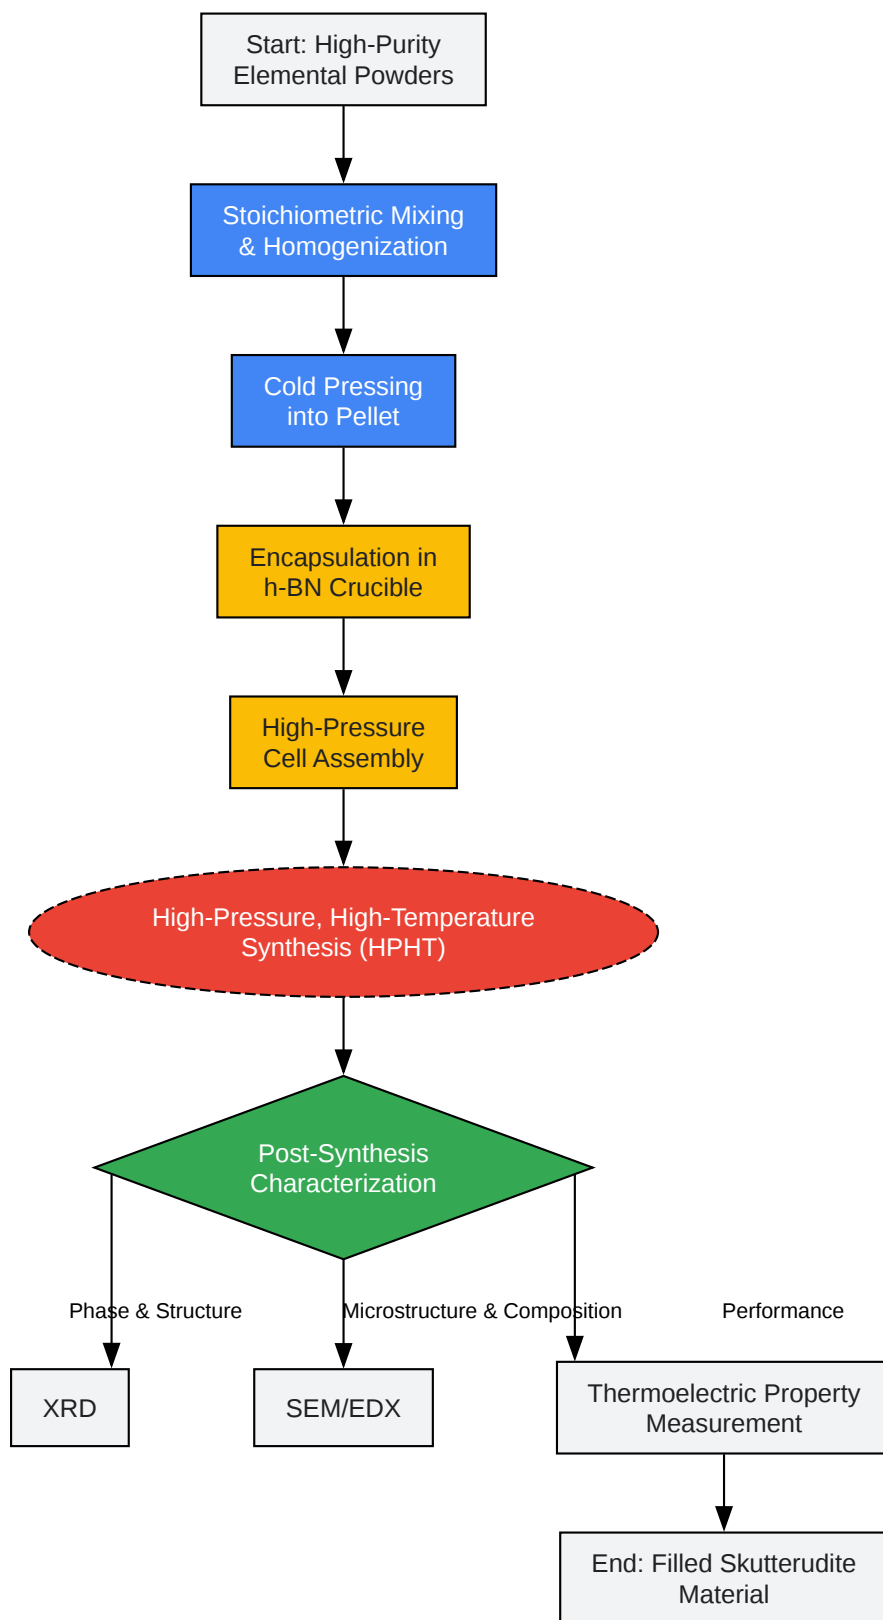 Start: High-Purity
Elemental Powders
Stoichiometric Mixing
& Homogenization
Cold Pressing
into Pellet
Encapsulation in
h-BN Crucible
High-Pressure
Cell Assembly
High-Pressure, High-Temperature
Synthesis (HPHT)
Post-Synthesis
Characterization
Phase & Structure
Microstructure & Composition
Performance
XRD
SEM/EDX
Thermoelectric Property
Measurement
End: Filled Skutterudite
Material